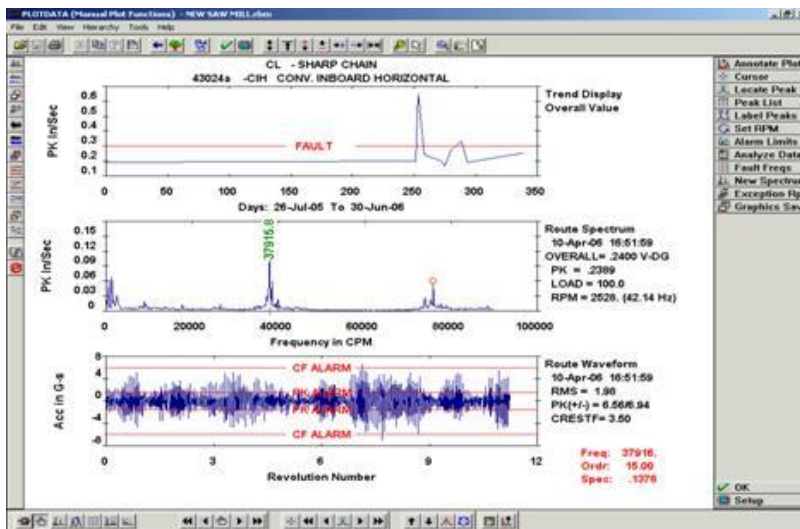 PLOTDATA (Manual Plot Functions) - NEW SAW MILL.rbm
File Edit View Hierarchy Tools Help
CL - SHARP CHAIN
43024a -CIH CONV. INBOARD HORIZONTAL
Trend Display
Overall Value
PK In/Sec
0.6
0.5
0.4
0.3
0.2
0.1
FAULT
0 50 100 150 200 250 300 350
Days: 26-Jul-05 To 30-Jun-06
Route Spectrum
10-Apr-06 16:51:59
OVERALL= .2400 V-DG
PK = .2389
LOAD = 100.0
RPM = 2528. (42.14 Hz)
PK In/Sec
0.15
0.12
0.09
0.06
0.03
0
37915.8
0 20000 40000 60000 80000 100000
Frequency in CPM
Route Waveform
10-Apr-06 16:51:59
RMS = 1.98
PK(+/-) = 6.56/6.94
CRESTF= 3.50
Acc in G-s
8
4
0
-4
-8
CF ALARM
PK ALARM
PK ALARM
CF ALARM
0 3 6 9 12
Revolution Number
Freq: 37916.
Ordr: 15.00
Spec: .1376
Annotate Plot
Cursor
Locate Peak
Peak List
Label Peaks
Set RPM
Alarm Limits
Analyze Data
Fault Freqs
New Spectrum
Exception Rp
Graphics Sav
OK
Setup